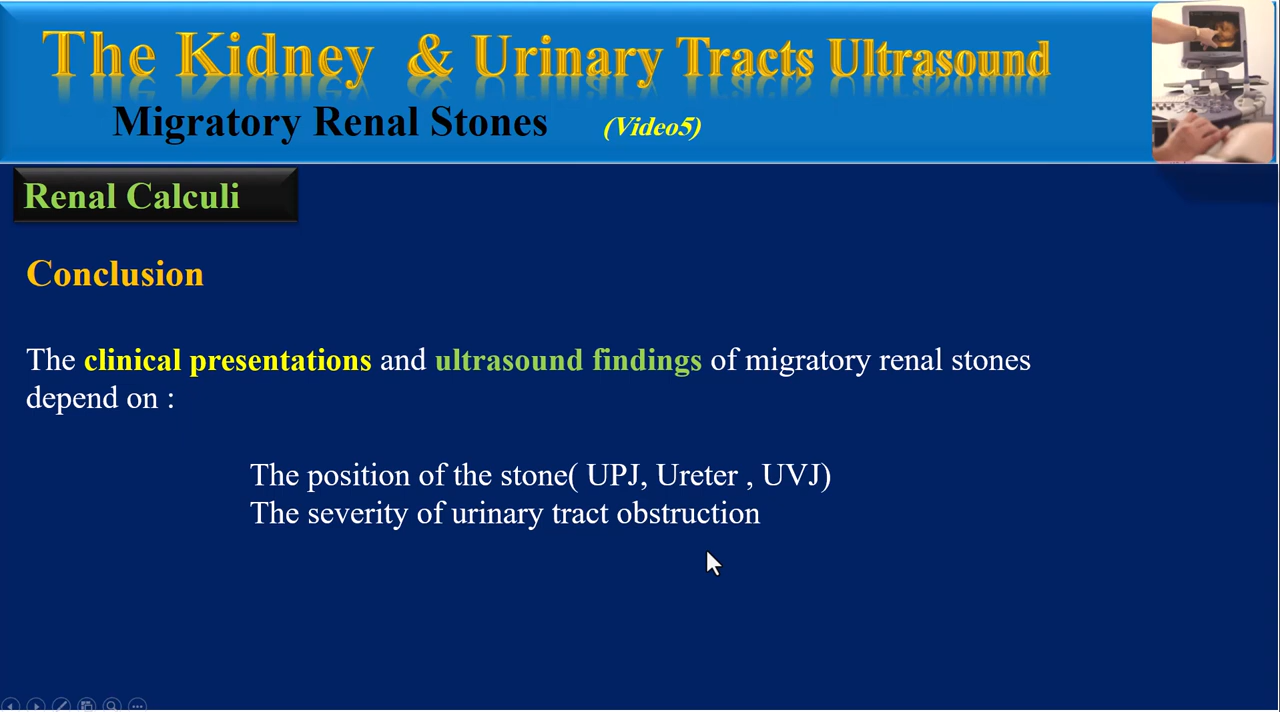 The Kidney & Urinary Tracts Ultrasound
Migratory Renal Stones (Video5)
Renal Calculi
Conclusion
The clinical presentations and ultrasound findings of migratory renal stones
depend on :
The position of the stone( UPJ, Ureter , UVJ)
The severity of urinary tract obstruction